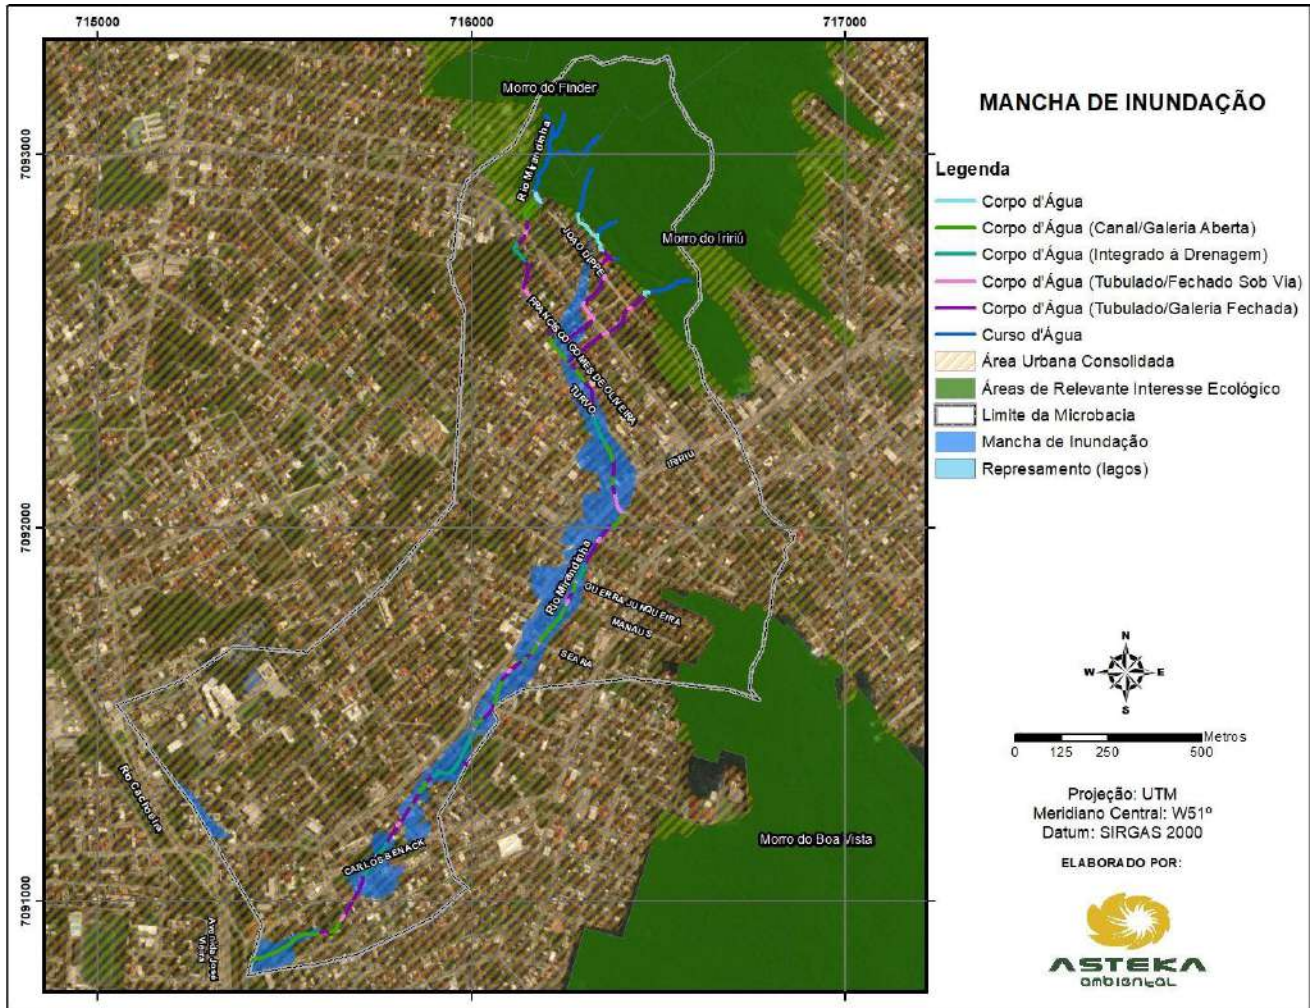 715000
716000
717000
7093000
7092000
7091000
Morro do Finder
Rio Mirandinha
JOÃO DIPPE
Morro do Iririú
FRANCISCO GOMES DE OLIVEIRA
TURVO
IRIRIÚ
Rio Mirandinha
GUERRA JUNQUEIRA
MANAUS
SEARA
Rio Cachoeira
CARLOS BENACK
Morro do Boa Vista
Avenida José
Vieira
MANCHA DE INUNDAÇÃO
Legenda
Corpo d'Água
Corpo d'Água (Canal/Galeria Aberta)
Corpo d'Água (Integrado à Drenagem)
Corpo d'Água (Tubulado/Fechado Sob Via)
Corpo d'Água (Tubulado/Galeria Fechada)
Curso d'Água
Área Urbana Consolidada
Áreas de Relevante Interesse Ecológico
Limite da Microbacia
Mancha de Inundação
Represamento (lagos)
N
W E
S
Metros
0 125 250 500
Projeção: UTM
Meridiano Central: W51º
Datum: SIRGAS 2000
ELABORADO POR:
ASTEKA
ambiental